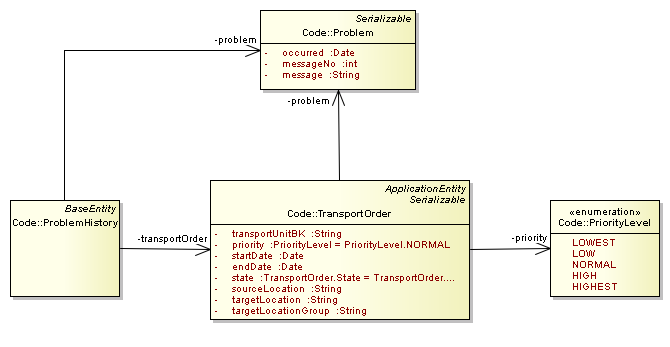 Serializable
Code::Problem
- occurred :Date
- messageNo :int
- message :String
-problem
-problem
BaseEntity
Code::ProblemHistory
-transportOrder
ApplicationEntity
Serializable
Code::TransportOrder
- transportUnitBK :String
- priority :PriorityLevel = PriorityLevel.NORMAL
- startDate :Date
- endDate :Date
- state :TransportOrder.State = TransportOrder....
- sourceLocation :String
- targetLocation :String
- targetLocationGroup :String
-priority
«enumeration»
Code::PriorityLevel
LOWEST
LOW
NORMAL
HIGH
HIGHEST